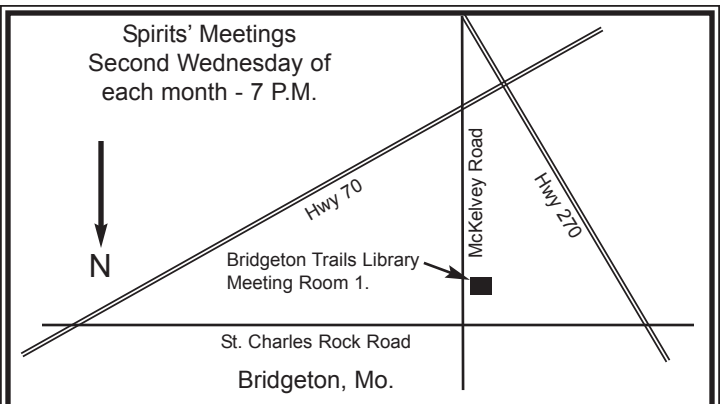 Spirits’ Meetings
Second Wednesday of
each month - 7 P.M.
Hwy 70
McKelvey Road
Hwy 270
N
Bridgeton Trails Library
Meeting Room 1.
St. Charles Rock Road
Bridgeton, Mo.